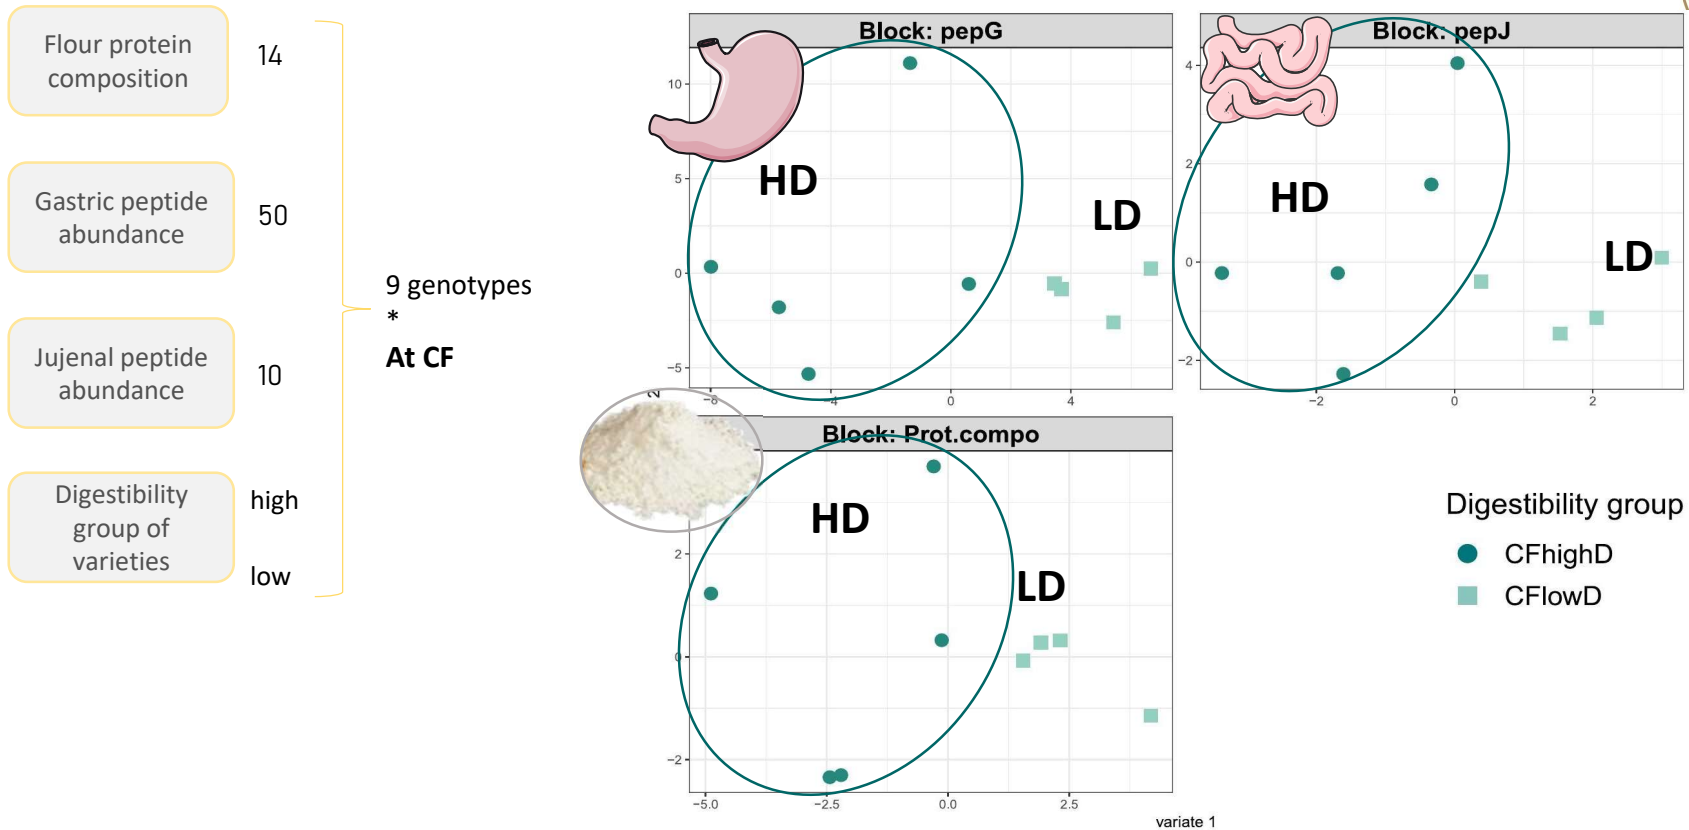 Flour protein
composition
14
Gastric peptide
abundance
50
Jujenal peptide
abundance
10
Digestibility
group of
varieties
high
low
9 genotypes
*
At CF
Block: pepG
10
5
0
−5
−8
−4
0
4
HD
LD
Block: pepJ
4
2
0
−2
−2
0
2
HD
LD
2
Block: Prot.compo
2
0
−2
−5.0
−2.5
0.0
2.5
HD
LD
variate 1
Digestibility group
CFhighD
CFlowD